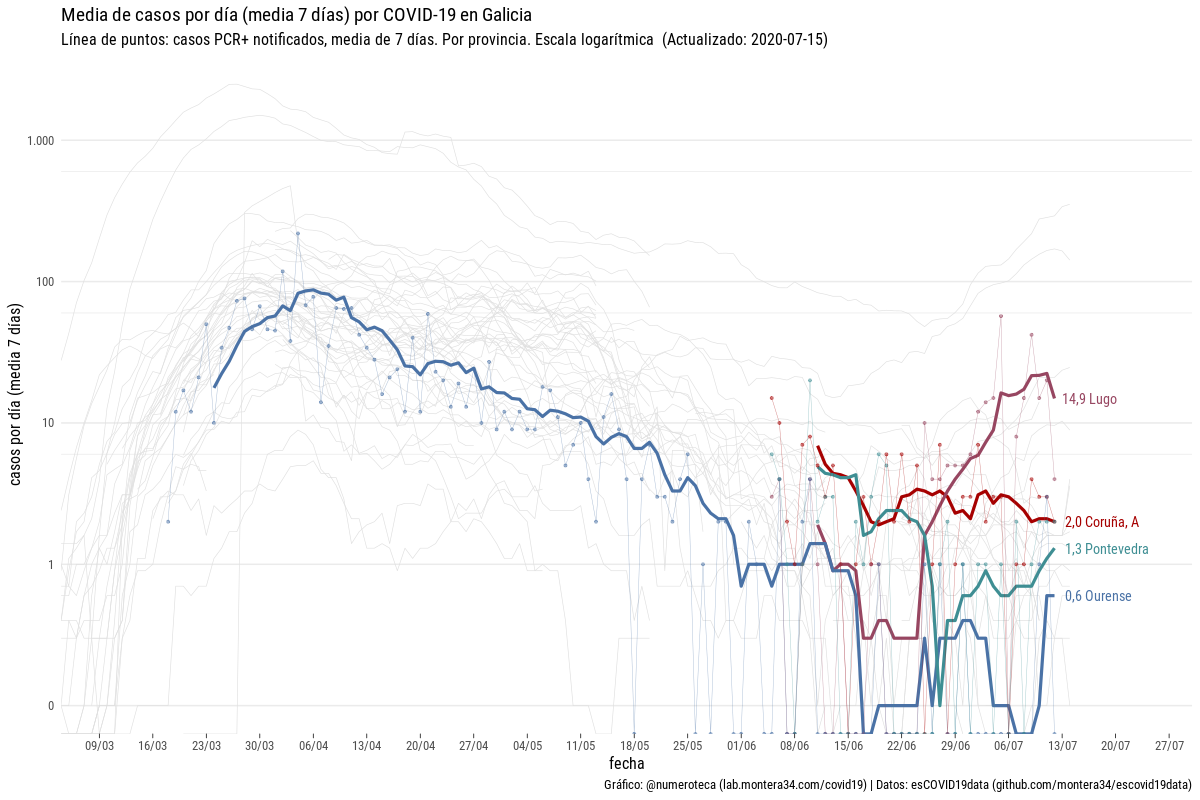 Media de casos por día (media 7 días) por COVID-19 en Galicia
Línea de puntos: casos PCR+ notificados, media de 7 días. Por provincia. Escala logarítmica  (Actualizado: 2020-07-15)
casos por día (media 7 días)
1.000
100
10
1
0
14,9 Lugo
2,0 Coruña, A
1,3 Pontevedra
0,6 Ourense
09/03 16/03 23/03 30/03 06/04 13/04 20/04 27/04 04/05 11/05 18/05 25/05 01/06 08/06 15/06 22/06 29/06 06/07 13/07 20/07 27/07
fecha
Gráfico: @numeroteca (lab.montera34.com/covid19) | Datos: esCOVID19data (github.com/montera34/escovid19data)